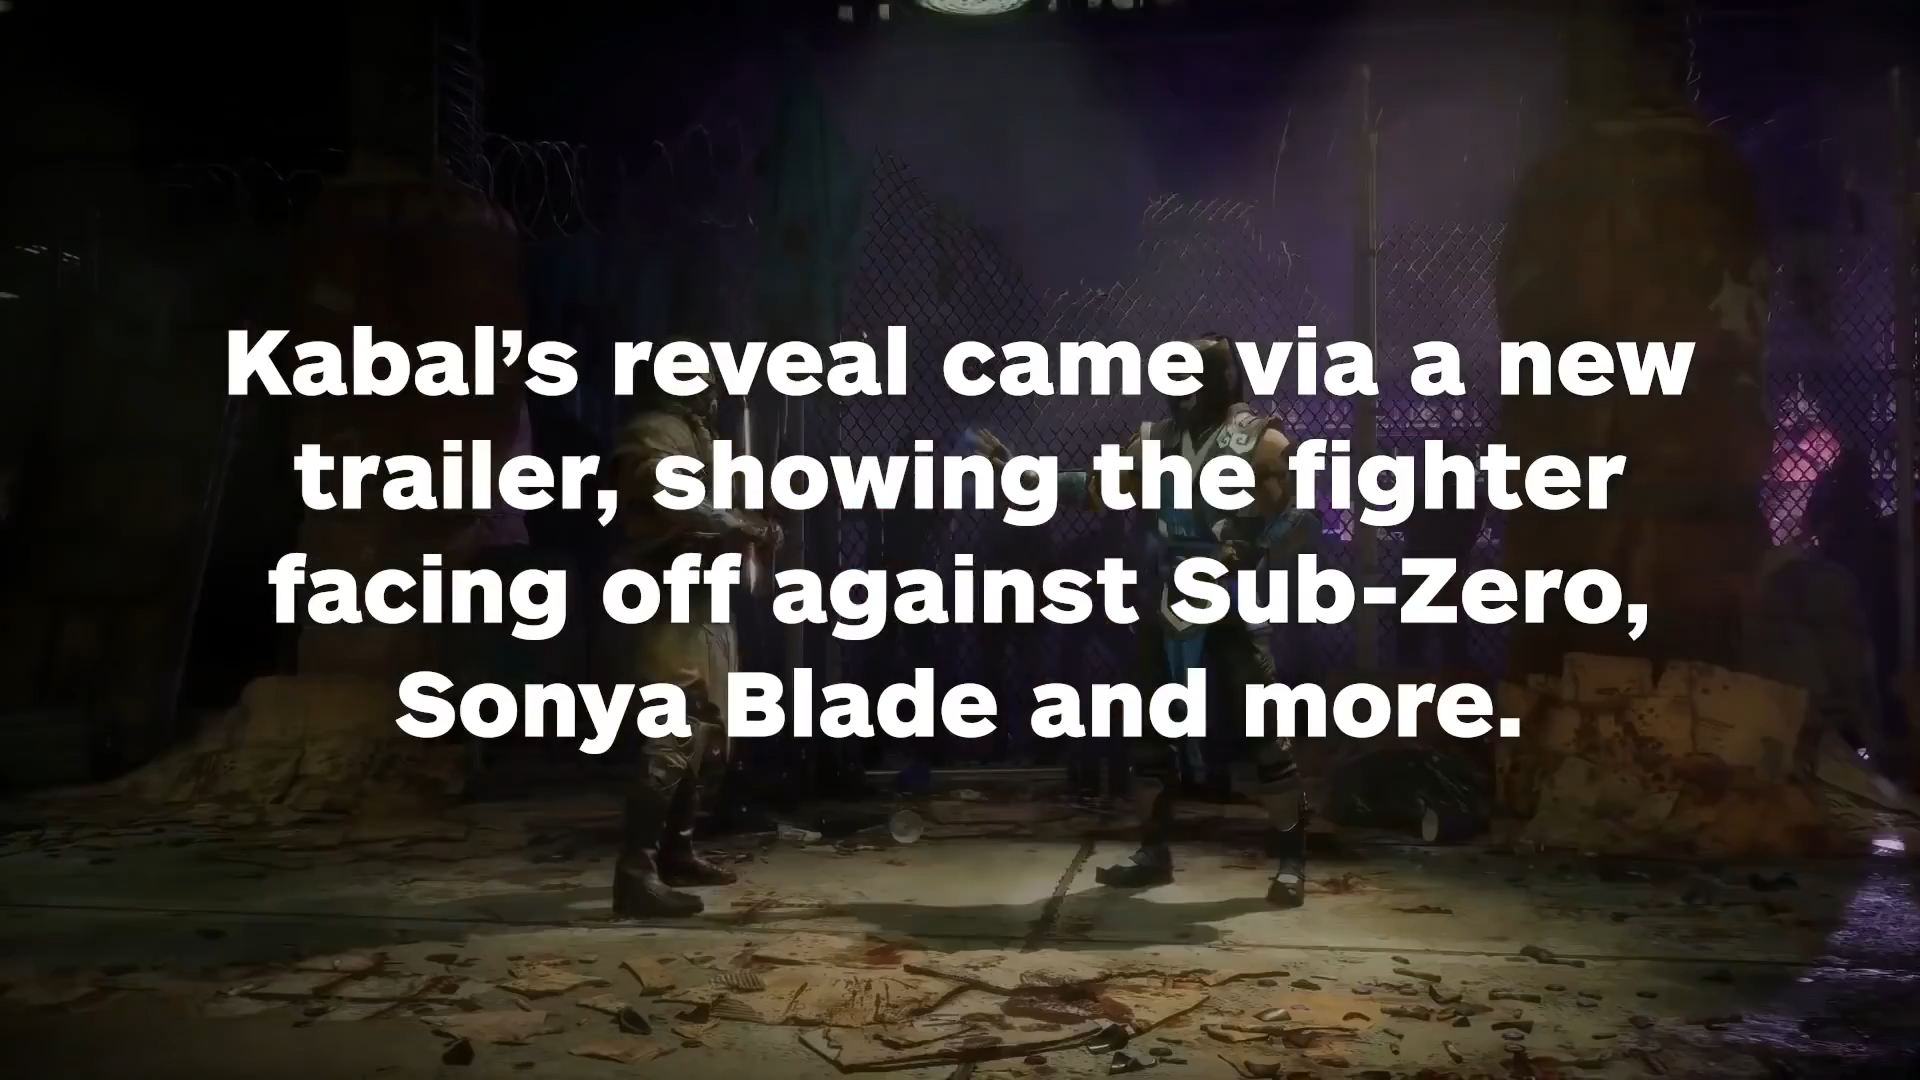 Kabal’s reveal came via a new
trailer, showing the fighter
facing off against Sub-Zero,
Sonya Blade and more.